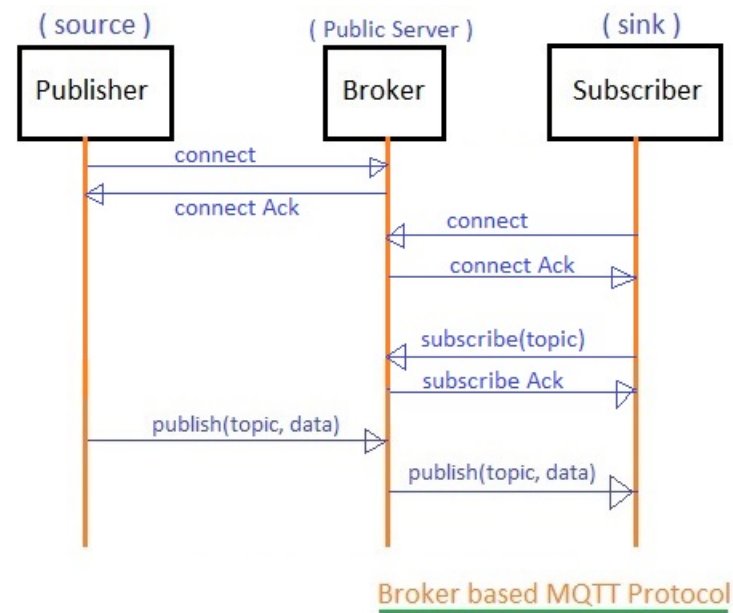 ( source )
( Public Server )
( sink )
Publisher
Broker
Subscriber
connect
connect Ack
connect
connect Ack
subscribe(topic)
subscribe Ack
publish(topic, data)
publish(topic, data)
Broker based MQTT Protocol